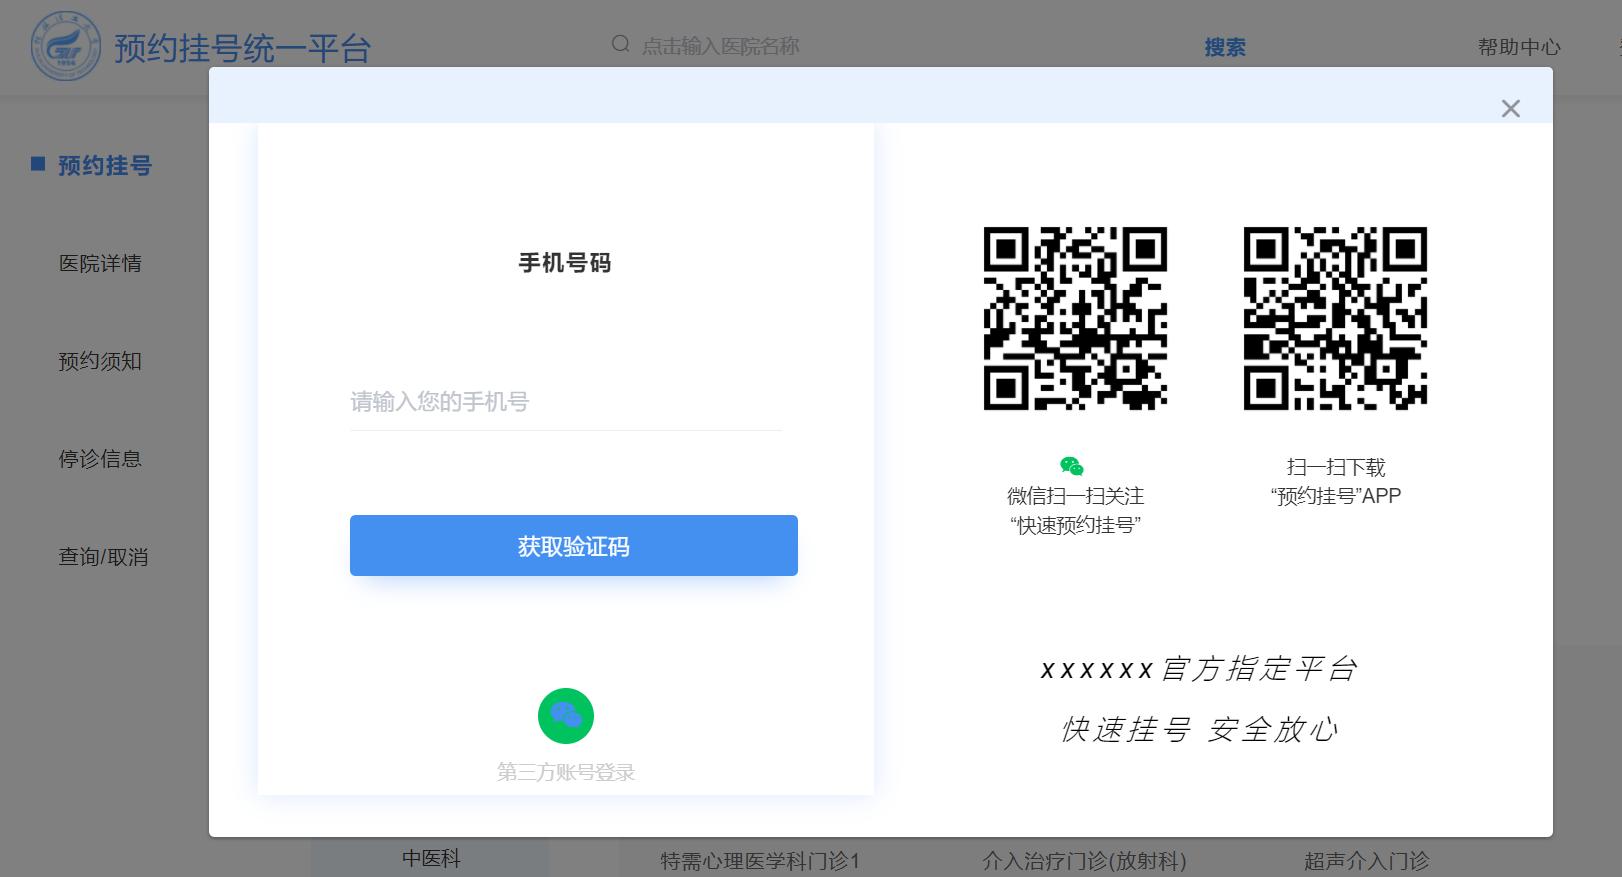 预约挂号统一平台
点击输入医院名称
搜索
帮助中心
预约挂号
医院详情
预约须知
停诊信息
查询/取消
手机号码
请输入您的手机号
获取验证码
第三方账号登录
微信扫一扫关注
“快速预约挂号”
扫一扫下载
“预约挂号”APP
xxxxxx官方指定平台
快速挂号 安全放心
中医科
特需心理医学科门诊1
介入治疗门诊(放射科)
超声介入门诊